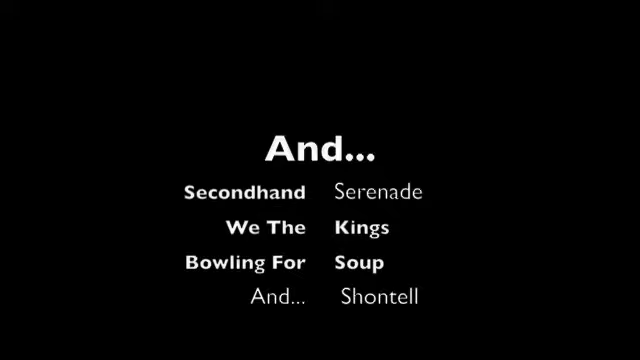 And...
Secondhand Serenade
We The Kings
Bowling For Soup
And... Shontell